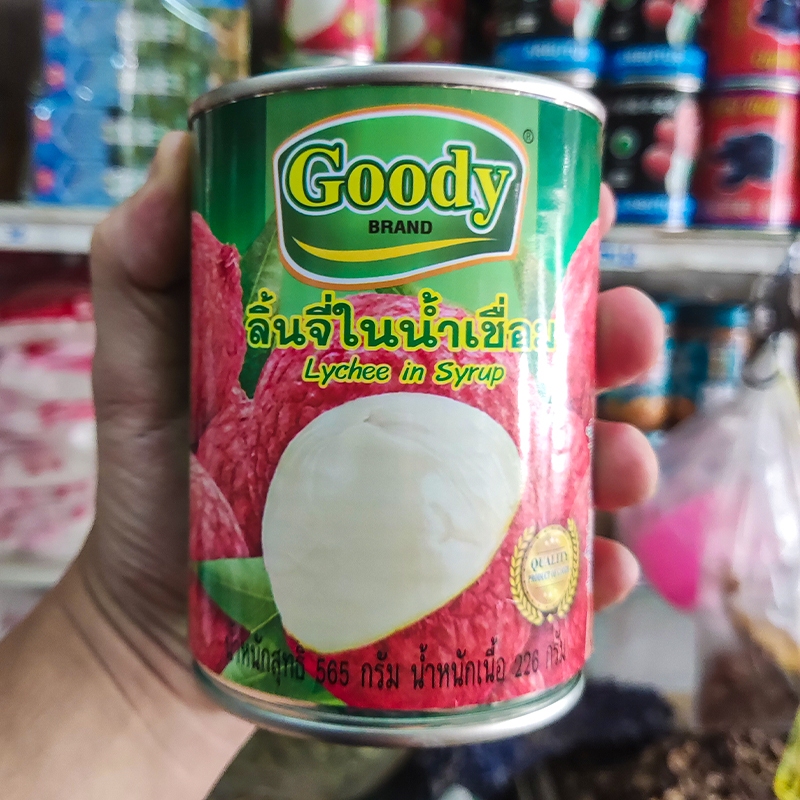 Goody
®
BRAND
ลิ้นจี่ในน้ำเชื่อม
Lychee in Syrup
QUALITY
น้ำหนักสุทธิ 565 กรัม น้ำหนักเนื้อ 226 กรัม